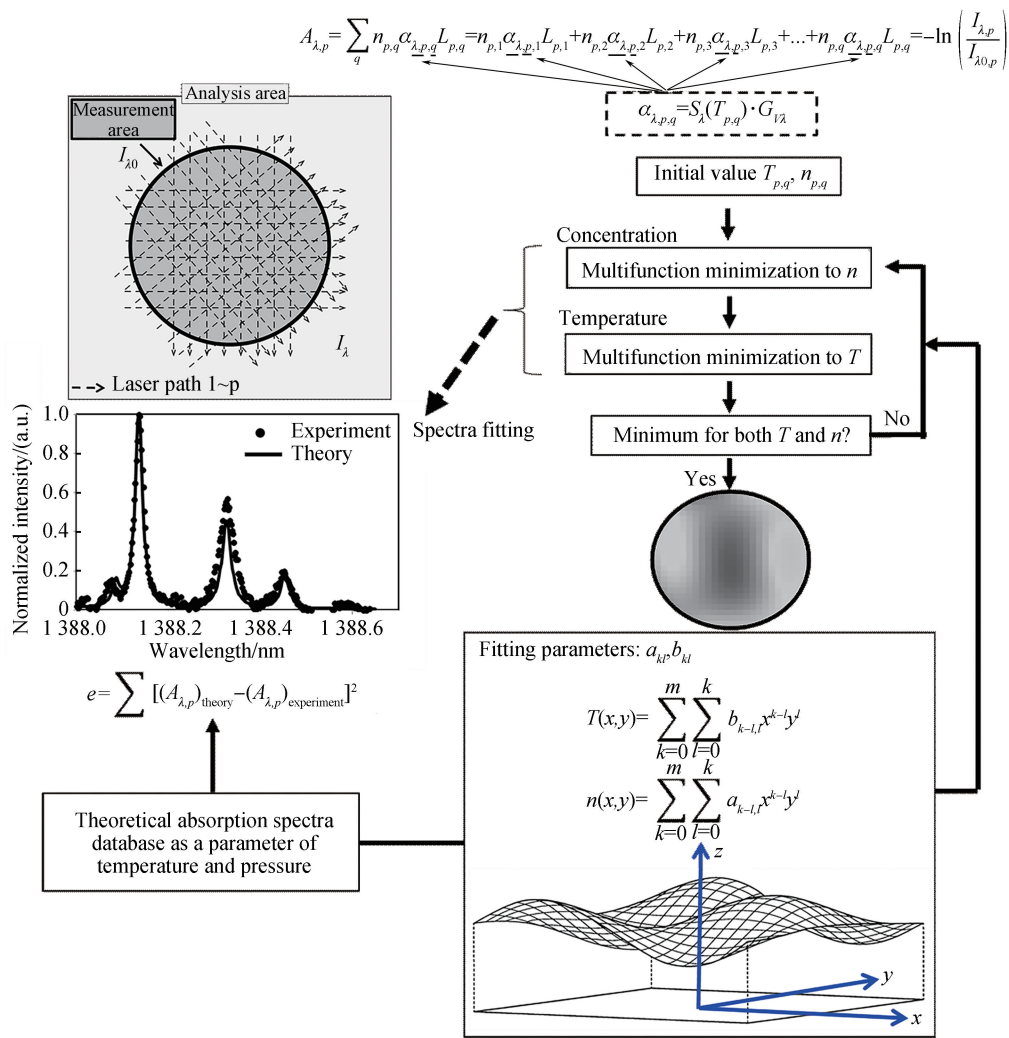 A_{λ,p}=∑_q n_{p,q}α_{λ,p,q}L_{p,q}=n_{p,1}α_{λ,p,1}L_{p,1}+n_{p,2}α_{λ,p,2}L_{p,2}+n_{p,3}α_{λ,p,3}L_{p,3}+...+n_{p,q}α_{λ,p,q}L_{p,q}=−ln(I_{λ,p}/I_{λ0,p})
α_{λ,p,q}=S_λ(T_{p,q})·G_{Vλ}
Analysis area
Measurement
area
I_{λ0}
I_λ
Laser path 1~p
Initial value T_{p,q}, n_{p,q}
Concentration
Multifunction minimization to n
Temperature
Multifunction minimization to T
Minimum for both T and n?
No
Yes
Spectra fitting
Normalized intensity/(a.u.)
1.0
0.8
0.6
0.4
0.2
0
Experiment
Theory
1 388.0 1 388.2 1 388.4 1 388.6
Wavelength/nm
e=∑[(A_{λ,p})_{theory}−(A_{λ,p})_{experiment}]²
Theoretical absorption spectra
database as a parameter of
temperature and pressure
Fitting parameters: a_{kl},b_{kl}
T(x,y)=∑_{k=0}^{m}∑_{l=0}^{k} b_{k−l,l}x^{k−l}y^l
n(x,y)=∑_{k=0}^{m}∑_{l=0}^{k} a_{k−l,l}x^{k−l}y^l
z
y
x